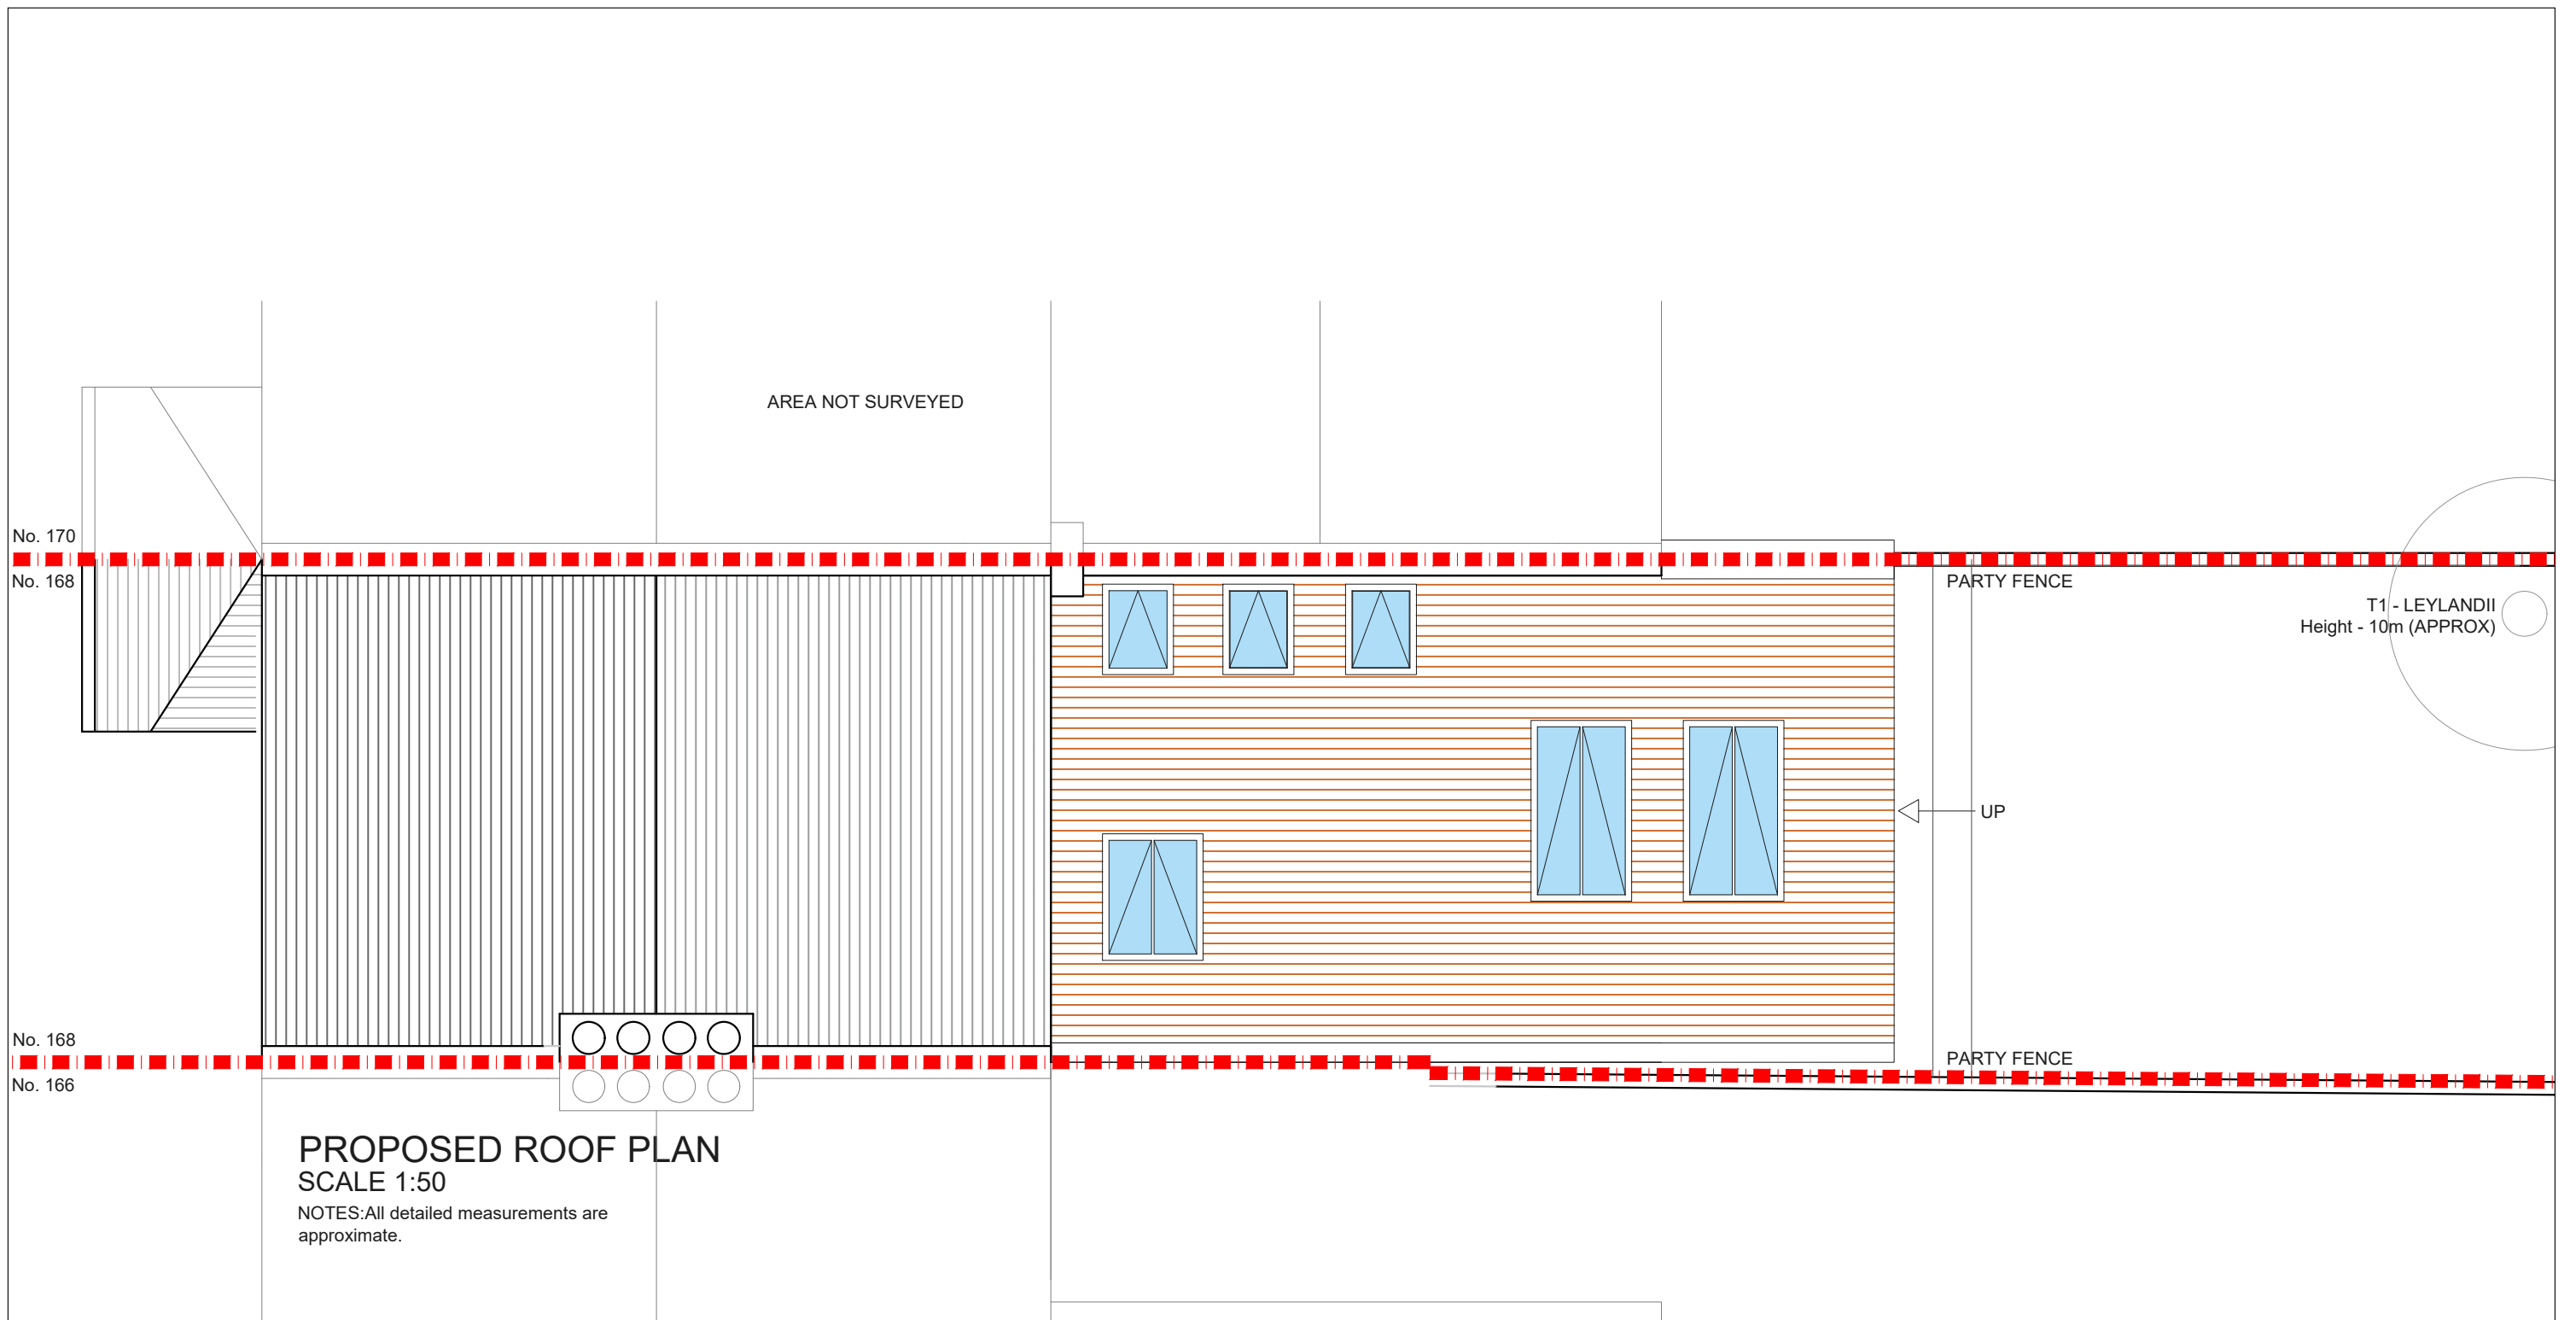 AREA NOT SURVEYED
No. 170
No. 168
PARTY FENCE
T1 - LEYLANDII
Height - 10m (APPROX)
UP
No. 168
No. 166
PARTY FENCE
PROPOSED ROOF PLAN
SCALE 1:50
NOTES:All detailed measurements are
approximate.